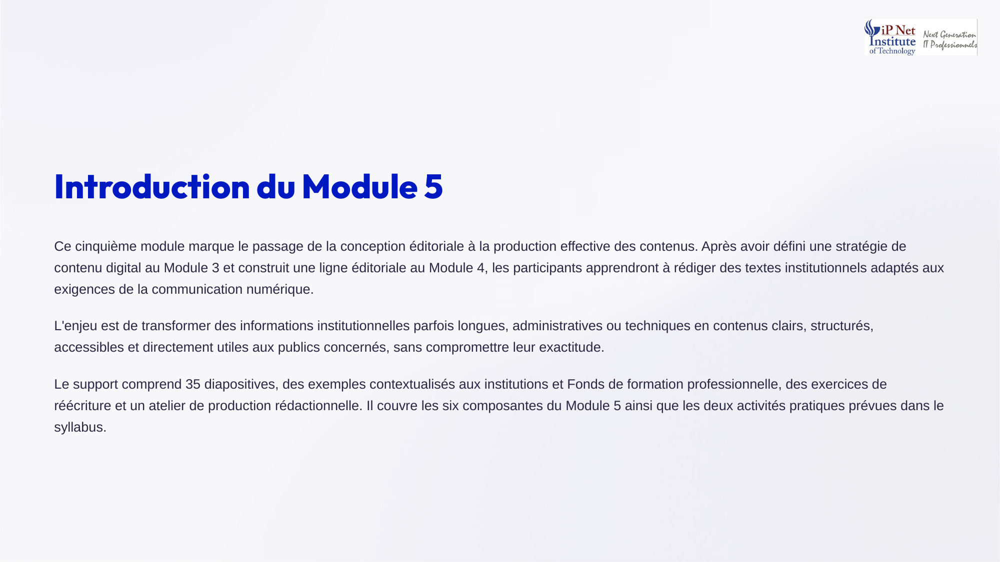 iP Net
Institute
of Technology
Next Generation
IT Professionnels
Introduction du Module 5
Ce cinquième module marque le passage de la conception éditoriale à la production effective des contenus. Après avoir défini une stratégie de
contenu digital au Module 3 et construit une ligne éditoriale au Module 4, les participants apprendront à rédiger des textes institutionnels adaptés aux
exigences de la communication numérique.
L'enjeu est de transformer des informations institutionnelles parfois longues, administratives ou techniques en contenus clairs, structurés,
accessibles et directement utiles aux publics concernés, sans compromettre leur exactitude.
Le support comprend 35 diapositives, des exemples contextualisés aux institutions et Fonds de formation professionnelle, des exercices de
réécriture et un atelier de production rédactionnelle. Il couvre les six composantes du Module 5 ainsi que les deux activités pratiques prévues dans le
syllabus.